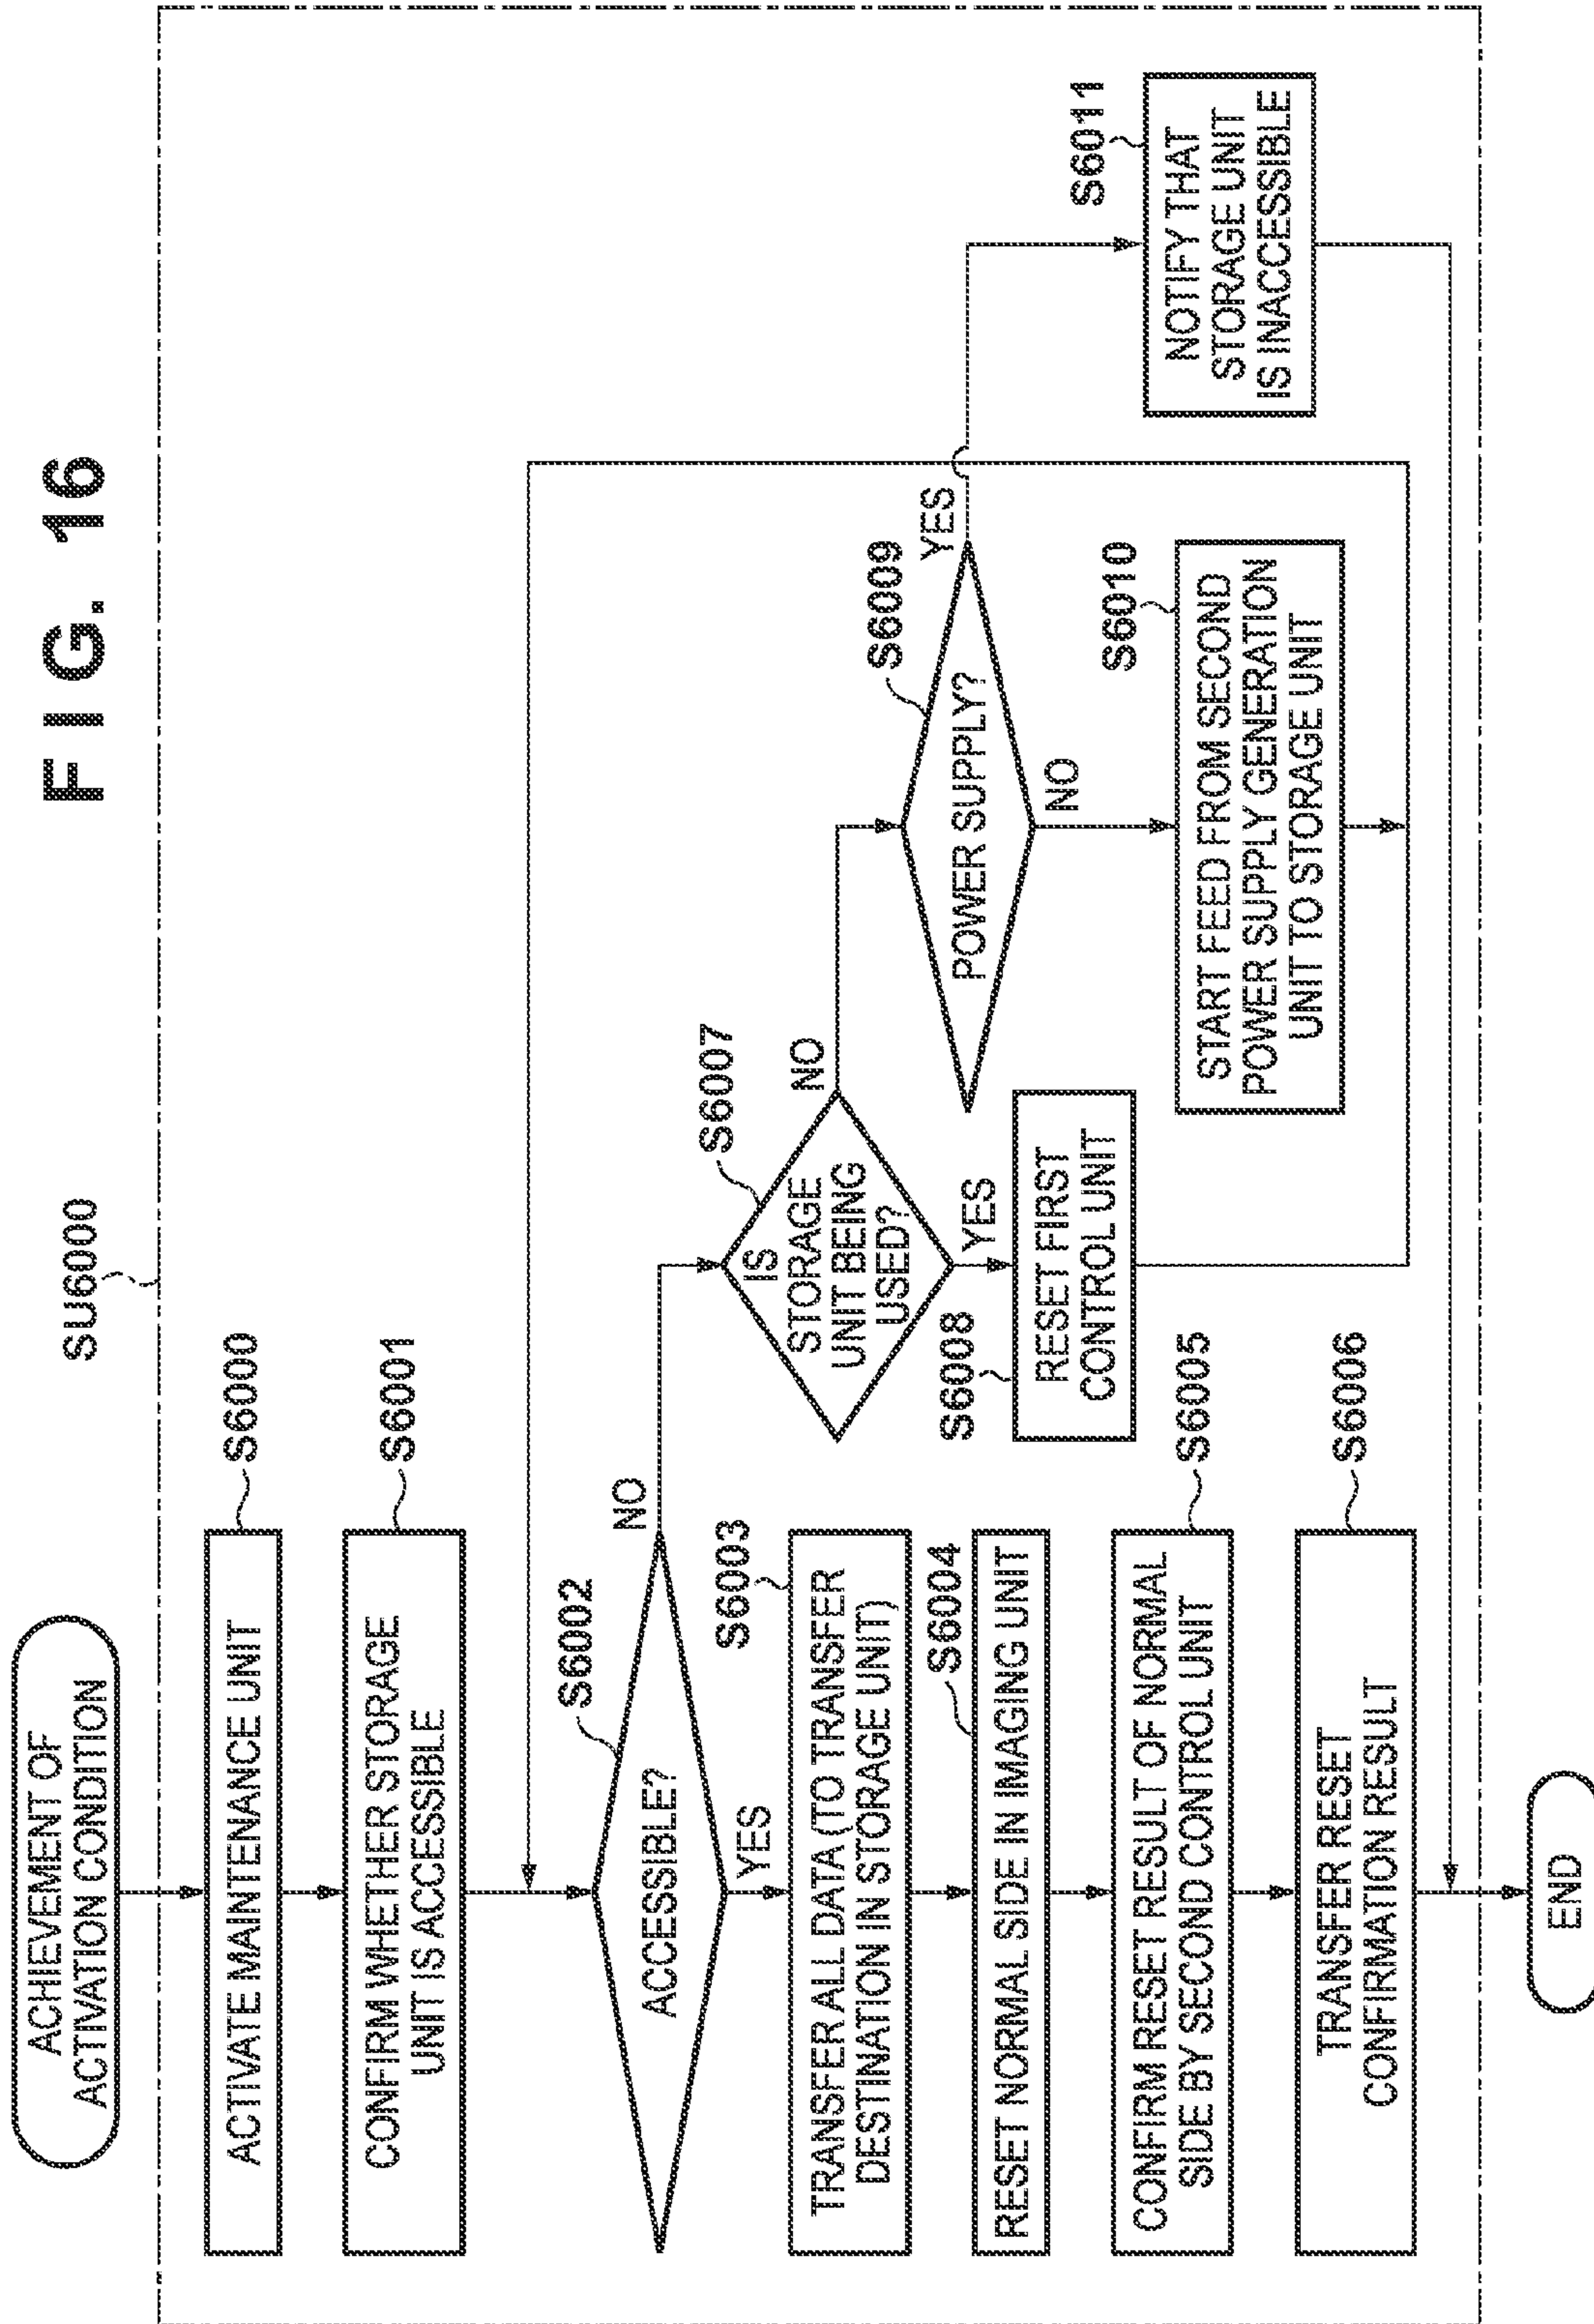 FIG. 16
SU6000
ACHIEVEMENT OF
ACTIVATION CONDITION
ACTIVATE MAINTENANCE UNIT
S6000
CONFIRM WHETHER STORAGE
UNIT IS ACCESSIBLE
S6001
ACCESSIBLE?
S6002
NO
YES
TRANSFER ALL DATA (TO TRANSFER
DESTINATION IN STORAGE UNIT)
S6003
RESET NORMAL SIDE IN IMAGING UNIT
S6004
CONFIRM RESET RESULT OF NORMAL
SIDE BY SECOND CONTROL UNIT
S6005
TRANSFER RESET
CONFIRMATION RESULT
S6006
END
IS
STORAGE
UNIT BEING
USED?
S6007
NO
YES
RESET FIRST
CONTROL UNIT
S6008
POWER SUPPLY?
S6009
YES
NO
START FEED FROM SECOND
POWER SUPPLY GENERATION
UNIT TO STORAGE UNIT
S6010
NOTIFY THAT
STORAGE UNIT
IS INACCESSIBLE
S6011